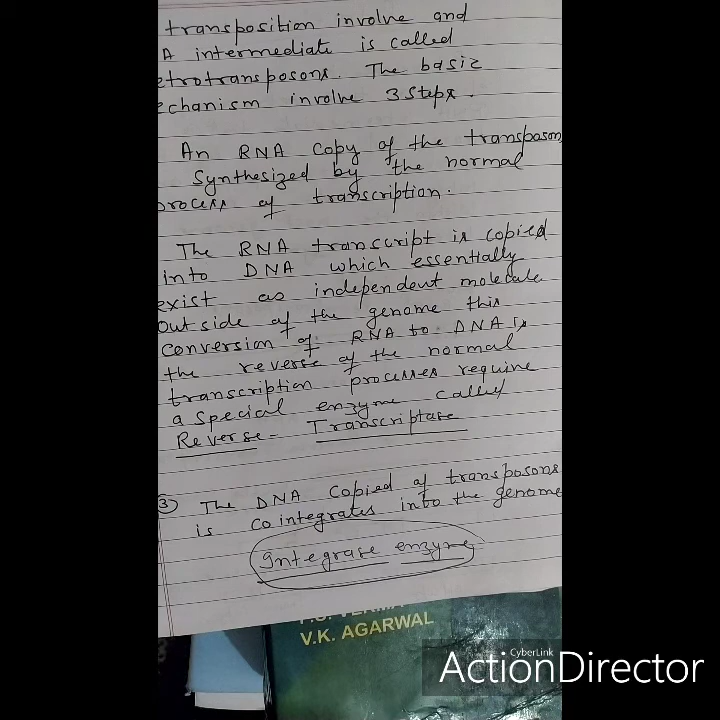 transposition involve and
A intermediate is called
etrotransposons. The basic
echanism involve 3 steps.
An RNA Copy of the transposon
Synthesized by the normal
process of transcription.
The RNA transcript is copied
into DNA which essentially
exist as independent molecule
outside of the genome this
conversion of RNA to DNA is
the reverse of the normal
transcription processes require
a special enzyme called
Reverse - Transcriptase
③ The DNA Copied of transposons
is Cointegrates into the genome
Integrase enzyme
V.K. AGARWAL
CyberLink
ActionDirector